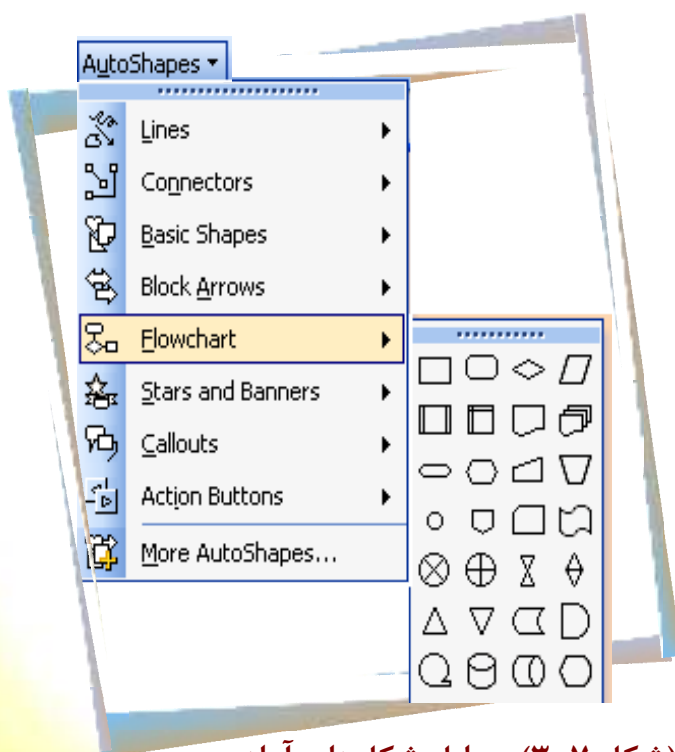 AutoShapes
Lines
Connectors
Basic Shapes
Block Arrows
Flowchart
Stars and Banners
Callouts
Action Buttons
More AutoShapes...